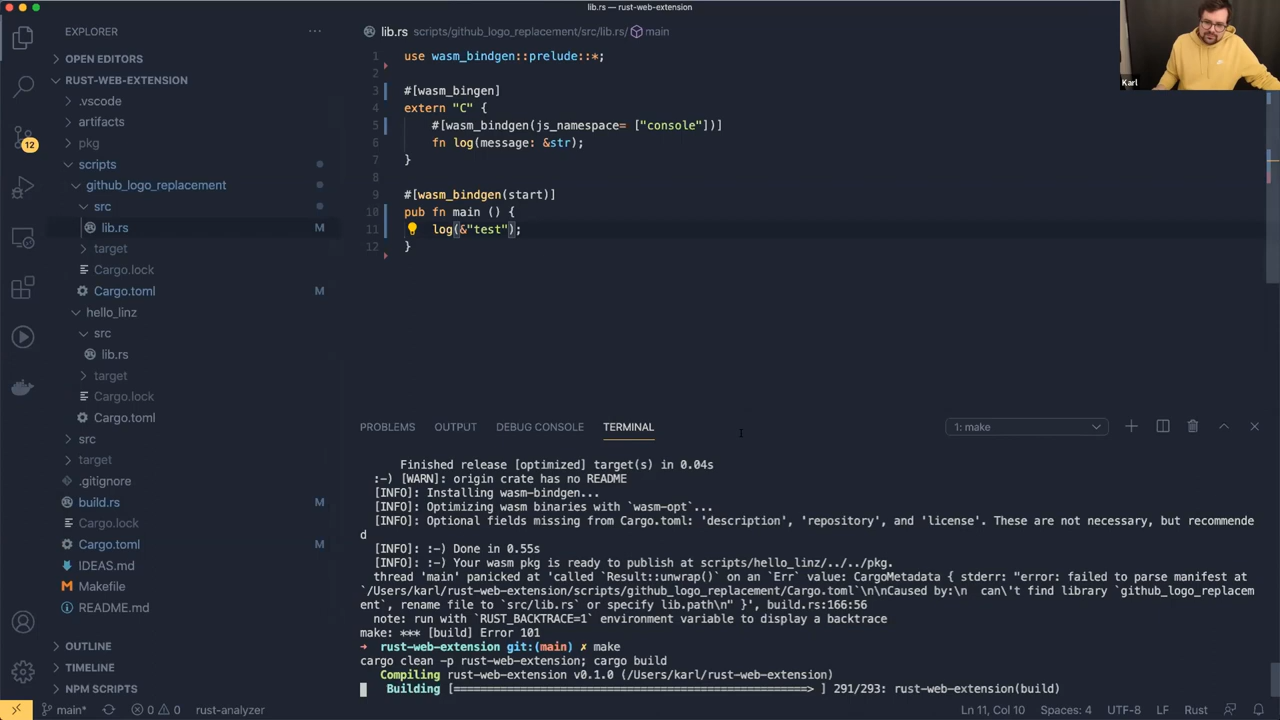 lib.rs — rust-web-extension
EXPLORER
lib.rs scripts/github_logo_replacement/src/lib.rs/ main
Karl
OPEN EDITORS
RUST-WEB-EXTENSION
.vscode
artifacts
pkg
scripts
github_logo_replacement
src
lib.rs M
target
Cargo.lock
Cargo.toml M
hello_linz
src
lib.rs
target
Cargo.lock
Cargo.toml
src
target
.gitignore
build.rs M
Cargo.lock
Cargo.toml M
IDEAS.md
Makefile
README.md
OUTLINE
TIMELINE
NPM SCRIPTS
12
1 use wasm_bindgen::prelude::*;
2
3 #[wasm_bingen]
4 extern "C" {
5 #[wasm_bindgen(js_namespace= ["console"])]
6 fn log(message: &str);
7 }
8
9 #[wasm_bindgen(start)]
10 pub fn main () {
11 log(&"test");
12 }
PROBLEMS OUTPUT DEBUG CONSOLE TERMINAL 1: make
Finished release [optimized] target(s) in 0.04s
:-) [WARN]: origin crate has no README
[INFO]: Installing wasm-bindgen...
[INFO]: Optimizing wasm binaries with `wasm-opt`...
[INFO]: Optional fields missing from Cargo.toml: 'description', 'repository', and 'license'. These are not necessary, but recommende
d
[INFO]: :-) Done in 0.55s
[INFO]: :-) Your wasm pkg is ready to publish at scripts/hello_linz/../../pkg.
thread 'main' panicked at 'called `Result::unwrap()` on an `Err` value: CargoMetadata { stderr: "error: failed to parse manifest at
`/Users/karl/rust-web-extension/scripts/github_logo_replacement/Cargo.toml`\n\nCaused by:\n  can\'t find library `github_logo_replacem
ent`, rename file to `src/lib.rs` or specify lib.path\n" }', build.rs:166:56
note: run with `RUST_BACKTRACE=1` environment variable to display a backtrace
make: *** [build] Error 101
➜ rust-web-extension git:(main) ✗ make
cargo clean -p rust-web-extension; cargo build
Compiling rust-web-extension v0.1.0 (/Users/karl/rust-web-extension)
Building [=====================================================> ] 291/293: rust-web-extension(build)
main* 0 0 rust-analyzer Ln 11, Col 10 Spaces: 4 UTF-8 LF Rust